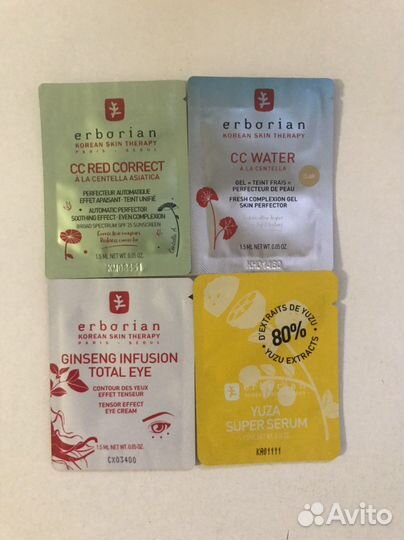 erborian
KOREAN SKIN THERAPY
PARIS - SEOUL
CC RED CORRECT
À LA CENTELLA ASIATICA
PERFECTEUR AUTOMATIQUE
EFFET APAISANT · TEINT UNIFIÉ
AUTOMATIC PERFECTOR
SOOTHING EFFECT · EVEN COMPLEXION
BROAD SPECTRUM SPF 25 SUNSCREEN
1.5 ML NET WT. 0.05 OZ.
erborian
KOREAN SKIN THERAPY
PARIS - SEOUL
CC WATER
À LA CENTELLA
GEL « TEINT FRAIS »
PERFECTEUR DE PEAU
FRESH COMPLEXION GEL
SKIN PERFECTOR
1.5 ML NET WT. 0.05 OZ.
erborian
KOREAN SKIN THERAPY
PARIS - SEOUL
GINSENG INFUSION
TOTAL EYE
CONTOUR DES YEUX
EFFET TENSEUR
TENSOR EFFECT
EYE CREAM
1.5 ML NET WT. 0.05 OZ.
CX03400
D'EXTRAITS DE YUZU
80%
YUZU EXTRACTS
erborian
YUZA
SUPER SERUM
KH01111
Avito